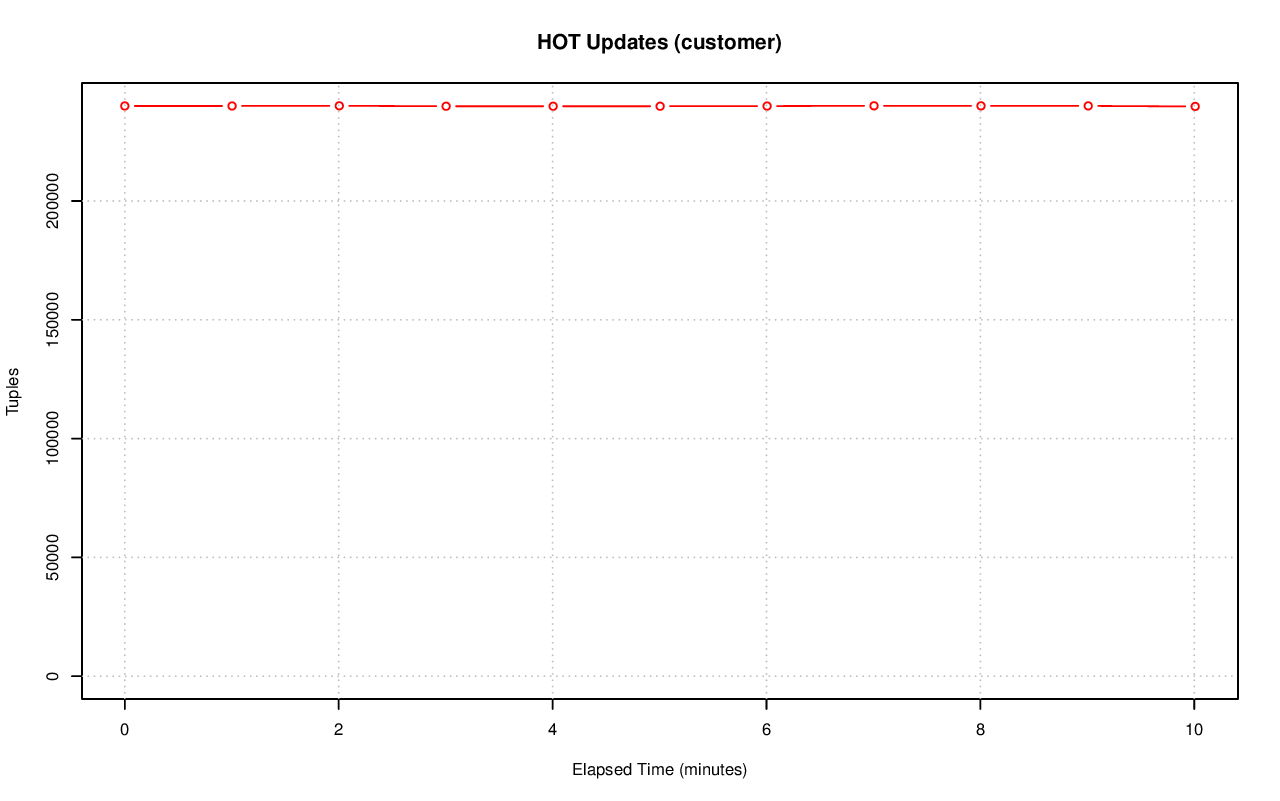 HOT Updates (customer)
Tuples
200000
150000
100000
50000
0
0 2 4 6 8 10
Elapsed Time (minutes)